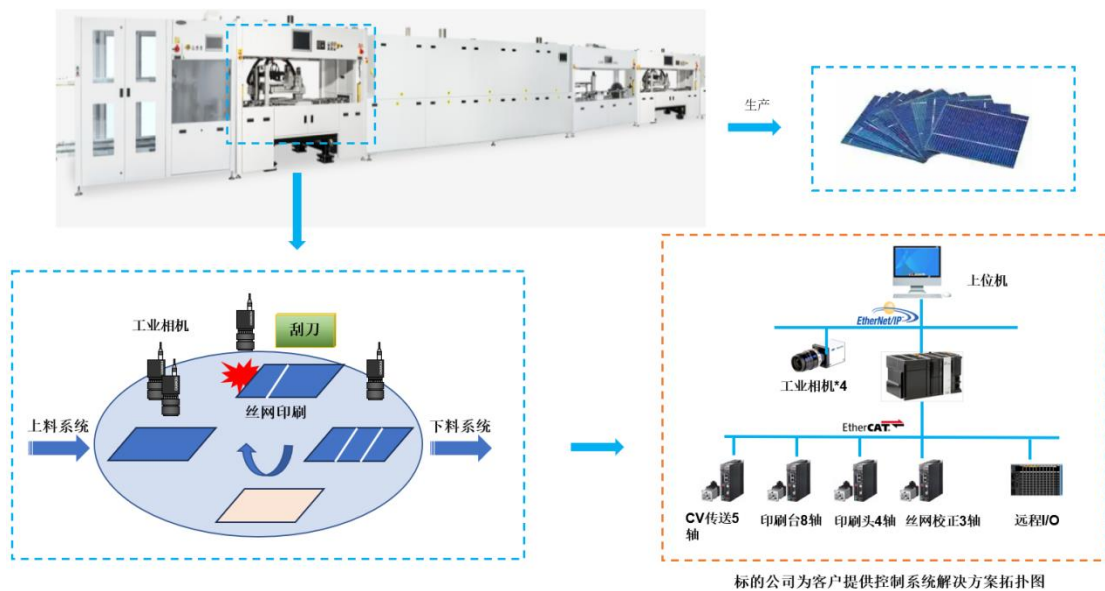 生产
工业相机
刮刀
丝网印刷
上料系统
下料系统
上位机
EtherNet/IP
工业相机*4
EtherCAT
CV传送5
轴
印刷台8轴
印刷头4轴
丝网校正3轴
远程I/O
标的公司为客户提供控制系统解决方案拓扑图